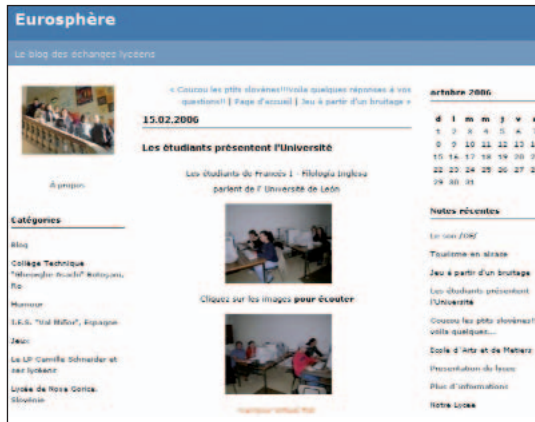 Eurosphère
Le blog des échanges lycéens
À propos
Catégories
Blog
Collège Technique
"Gheorghe Asachi" Botoşani,
Ro
Humour
I.E.S. "Val Miñor", Espagne
Jeux
Le LP Camille Schneider et
ses lycéens
Lycée de Nova Gorica,
Slovénie
« Coucou les ptits slovènes!!!voila quelques réponses à vos
questions!! | Page d'accueil | Jeu à partir d'un bruitage »
15.02.2006
Les étudiants présentent l'Université
Les étudiants de Francés I - Filología Inglesa
parlent de l' Université de León
Cliquez sur les images pour écouter
octobre 2006
d l m m j v
1 2 3 4 5 6
8 9 10 11 12 13
15 16 17 18 19 20
22 23 24 25 26 27
29 30 31
Notes récentes
Le son /OE/
Tourisme en alsace
Jeu à partir d'un bruitage
Les étudiants présentent
l'Université
Coucou les ptits slovènes!!
voila quelques...
Ecole d'Arts et de Metiers
Presentation du lycee
Plus d'informations
Notre Lycée